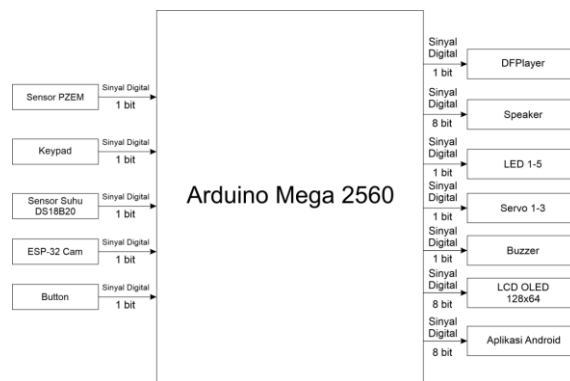 Sensor PZEM
Sinyal Digital
1 bit
Keypad
Sinyal Digital
1 bit
Sensor Suhu
DS18B20
Sinyal Digital
1 bit
ESP-32 Cam
Sinyal Digital
1 bit
Button
Sinyal Digital
1 bit
Arduino Mega 2560
Sinyal
Digital
1 bit
DFPlayer
Sinyal
Digital
8 bit
Speaker
Sinyal
Digital
1 bit
LED 1-5
Sinyal
Digital
1 bit
Servo 1-3
Sinyal
Digital
1 bit
Buzzer
Sinyal
Digital
8 bit
LCD OLED
128x64
Sinyal
Digital
8 bit
Aplikasi Android